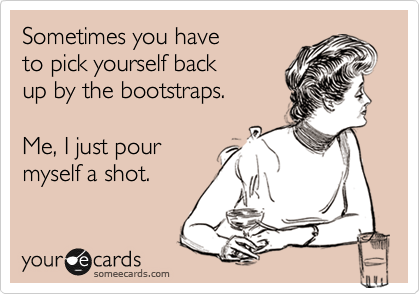 Sometimes you have
to pick yourself back
up by the bootstraps.
Me, I just pour
myself a shot.
your e cards
someecards.com